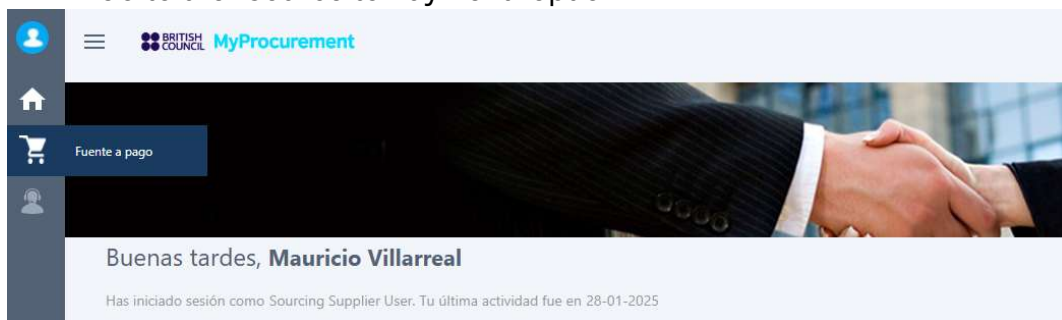 BRITISH
COUNCIL
MyProcurement
Fuente a pago
Buenas tardes, Mauricio Villarreal
Has iniciado sesión como Sourcing Supplier User. Tu última actividad fue en 28-01-2025